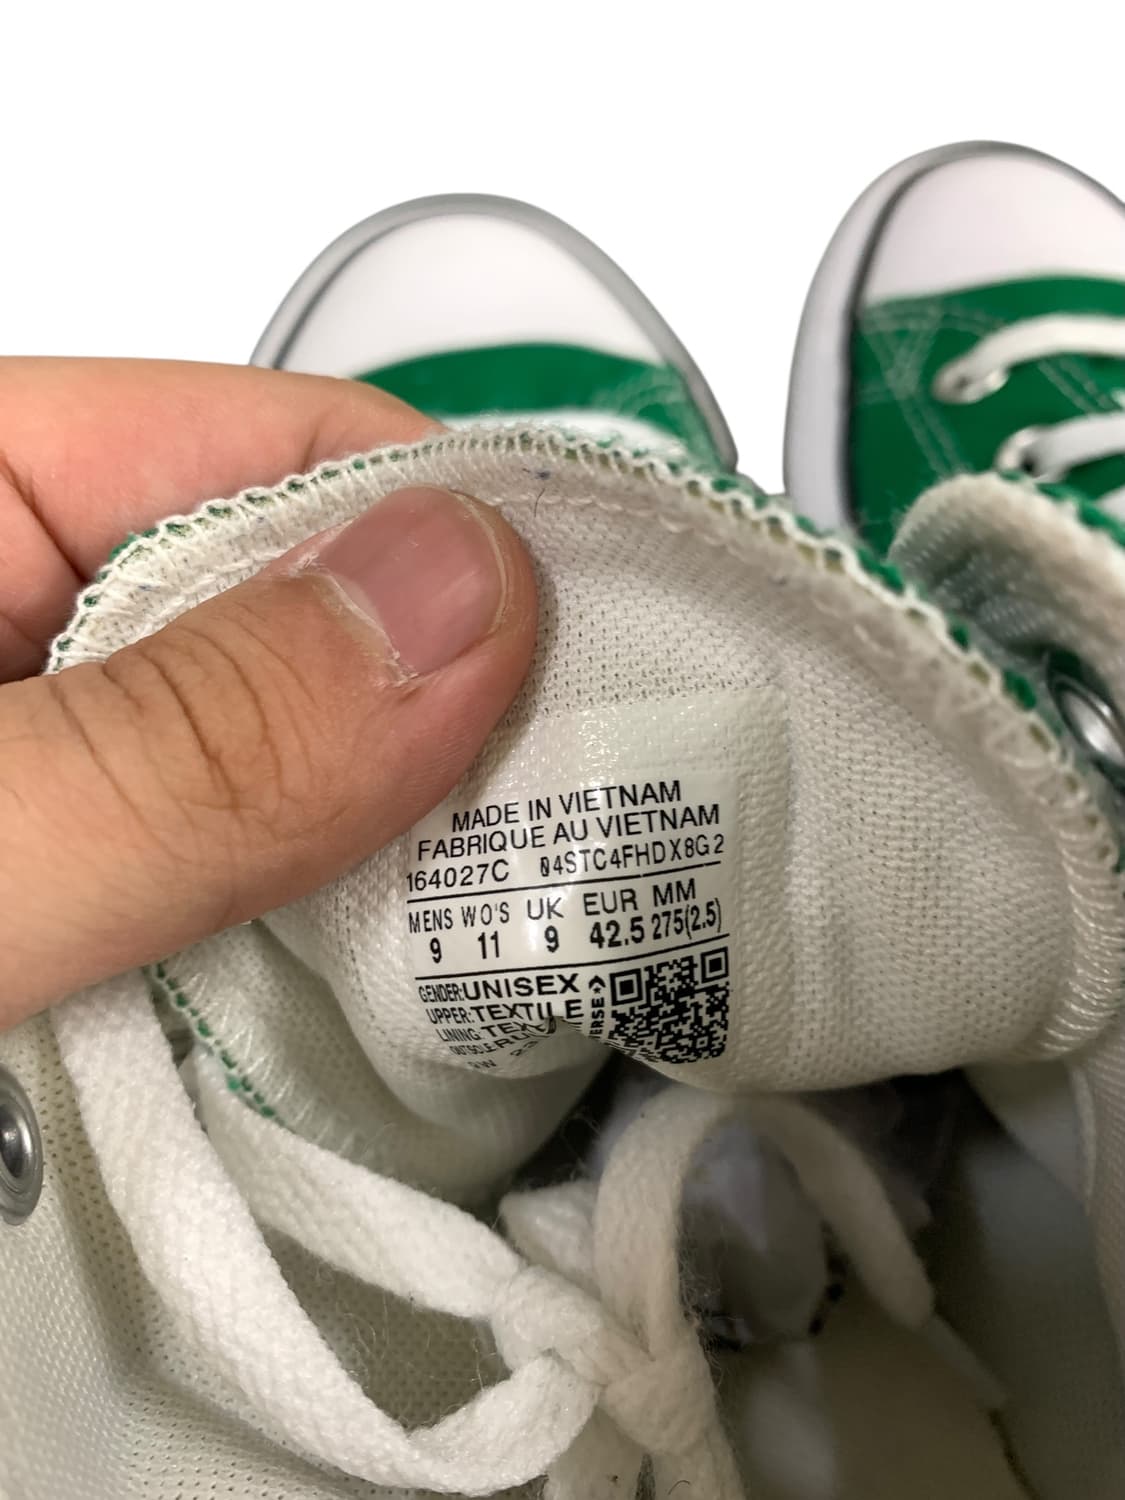 MADE IN VIETNAM
FABRIQUE AU VIETNAM
164027C 04STC4FHDX8G2
MENS WO'S UK EUR MM
9 11 9 42.5 275(2.5)
GENDER:UNISEX
UPPER:TEXTILE
LINING